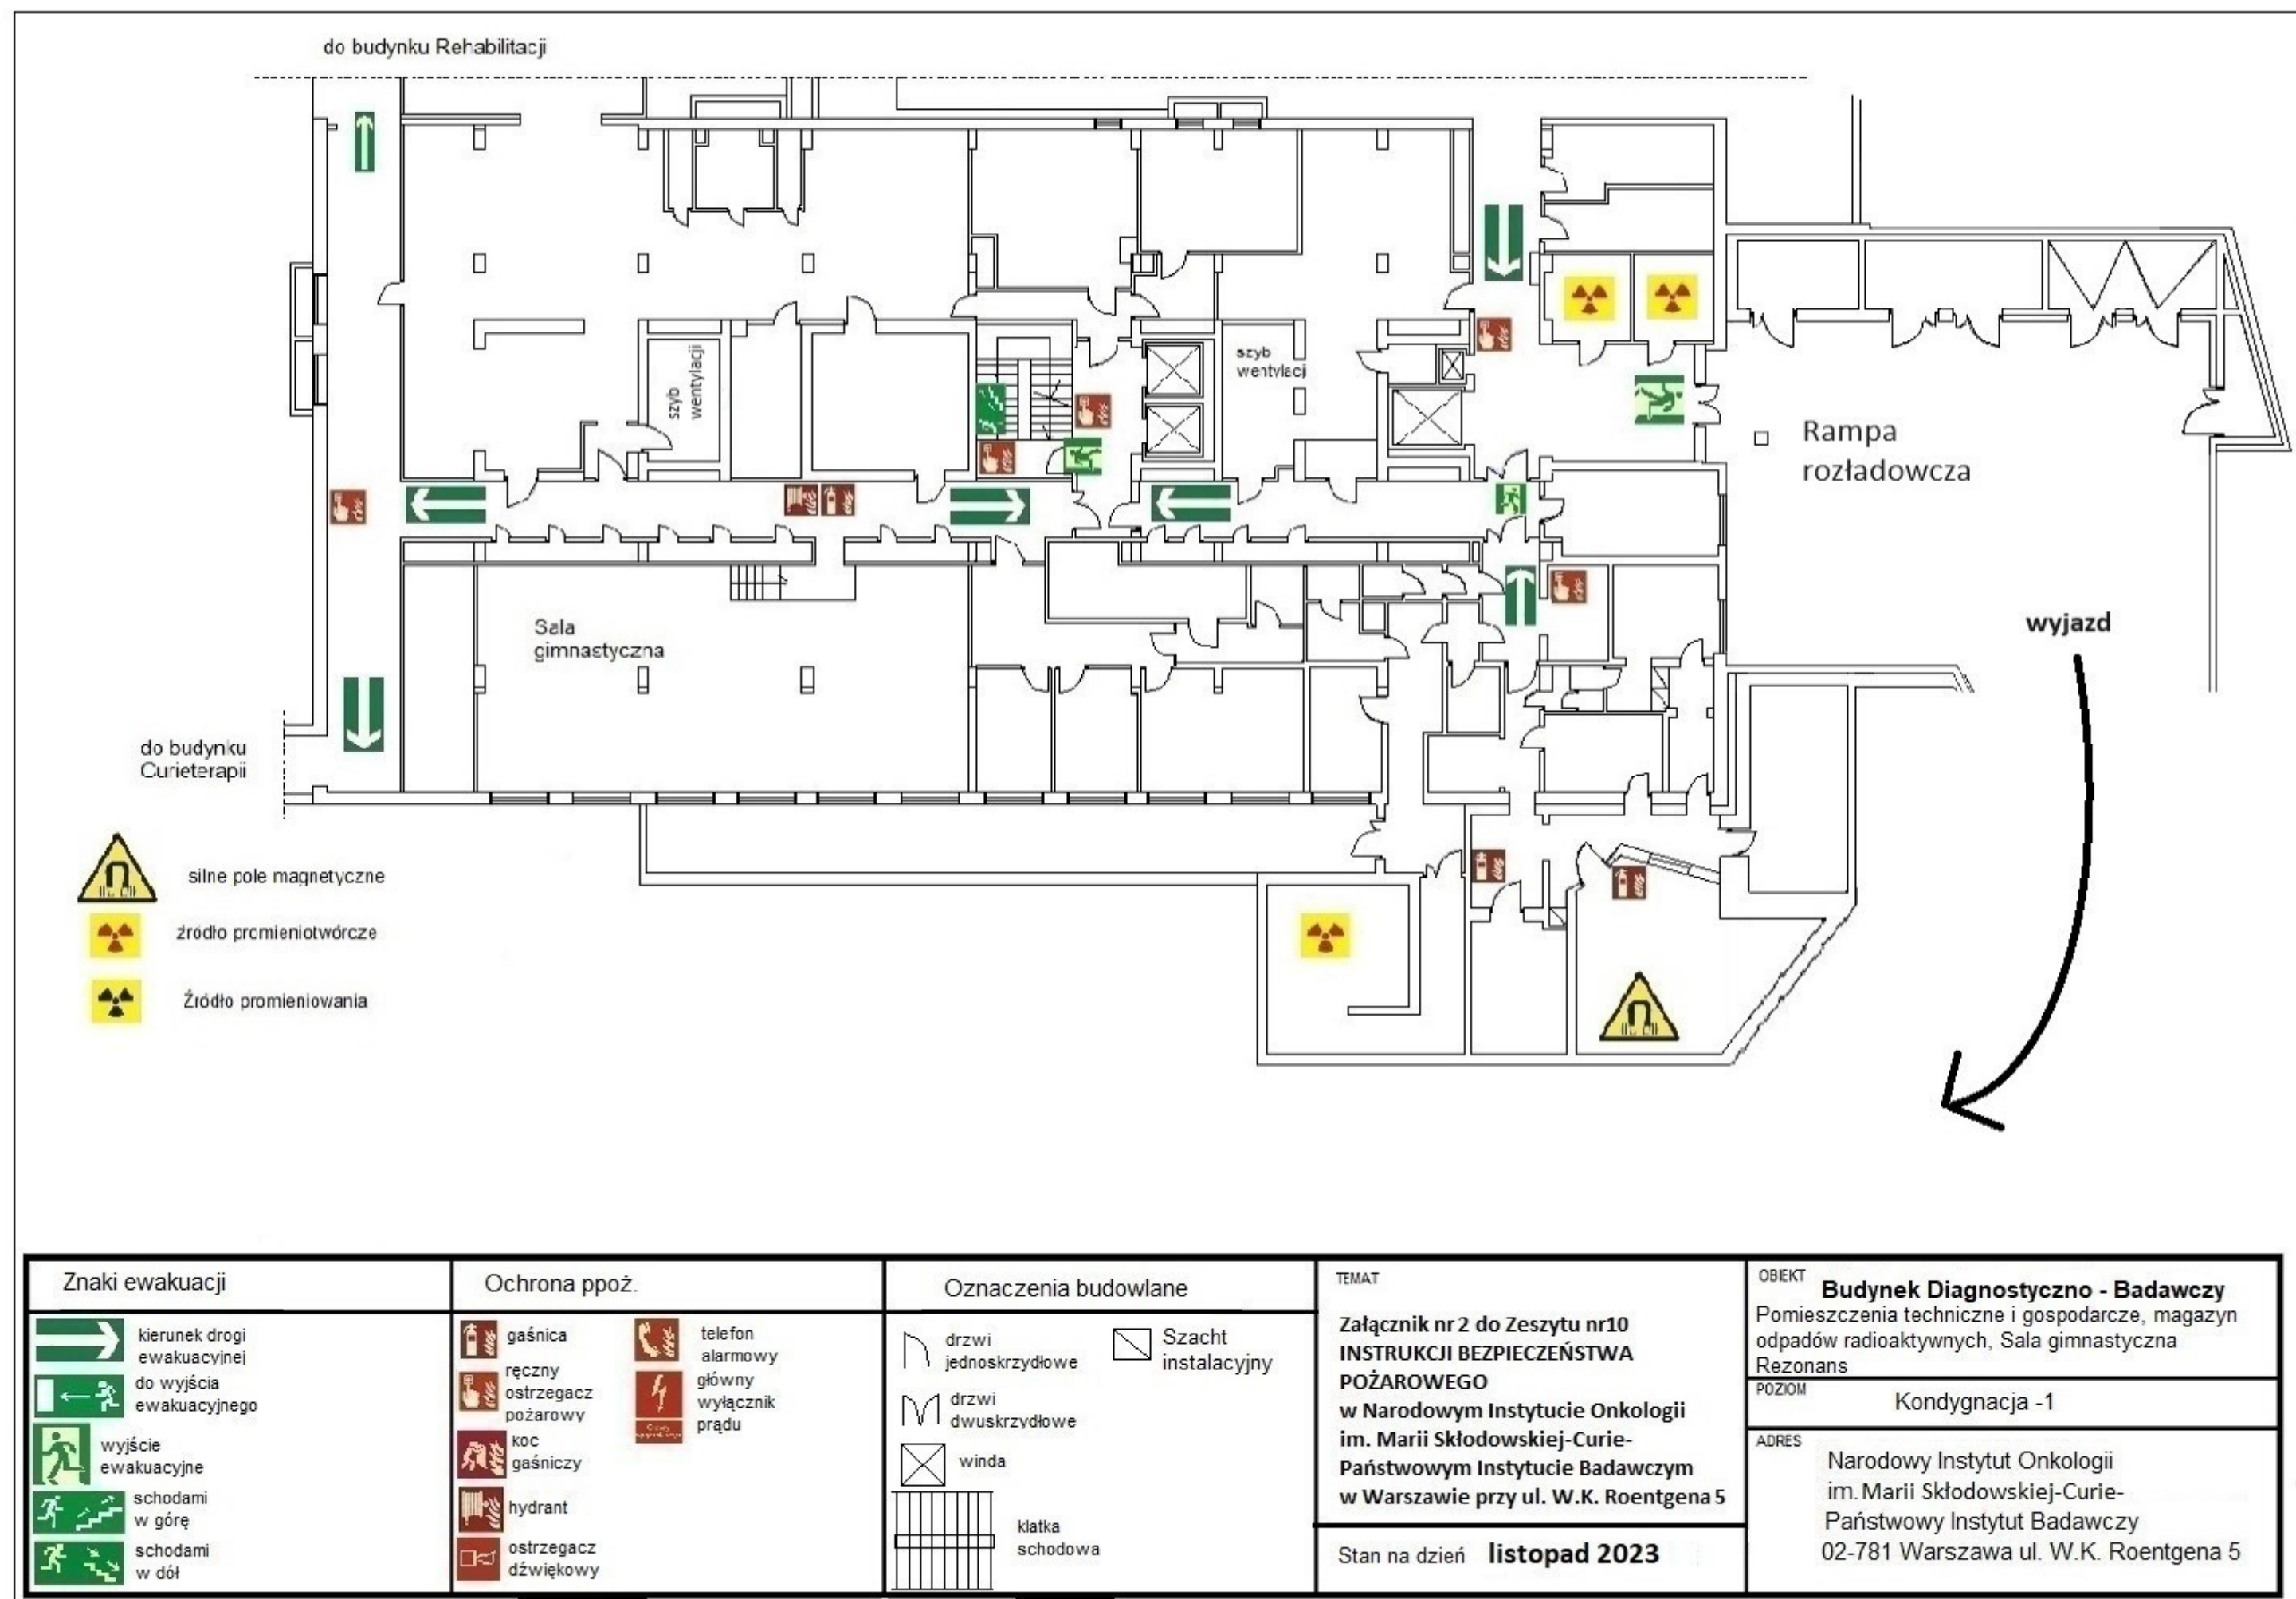 do budynku Rehabilitacji
szyb
wentylacji
szyb
wentylacji
Rampa
rozładowcza
Sala
gimnastyczna
wyjazd
do budynku
Curieterapii
silne pole magnetyczne
źródło promieniotwórcze
Źródło promieniowania
Znaki ewakuacji
kierunek drogi
ewakuacyjnej
do wyjścia
ewakuacyjnego
wyjście
ewakuacyjne
schodami
w górę
schodami
w dół
Ochrona ppoż.
gaśnica
ręczny
ostrzegacz
pożarowy
koc
gaśniczy
hydrant
ostrzegacz
dźwiękowy
telefon
alarmowy
główny
wyłącznik
prądu
Oznaczenia budowlane
drzwi
jednoskrzydłowe
drzwi
dwuskrzydłowe
winda
klatka
schodowa
Szacht
instalacyjny
TEMAT
Załącznik nr 2 do Zeszytu nr10
INSTRUKCJI BEZPIECZEŃSTWA
POŻAROWEGO
w Narodowym Instytucie Onkologii
im. Marii Skłodowskiej-Curie-
Państwowym Instytucie Badawczym
w Warszawie przy ul. W.K. Roentgena 5
Stan na dzień listopad 2023
OBIEKT Budynek Diagnostyczno - Badawczy
Pomieszczenia techniczne i gospodarcze, magazyn
odpadów radioaktywnych, Sala gimnastyczna
Rezonans
POZIOM Kondygnacja -1
ADRES
Narodowy Instytut Onkologii
im. Marii Skłodowskiej-Curie-
Państwowy Instytut Badawczy
02-781 Warszawa ul. W.K. Roentgena 5